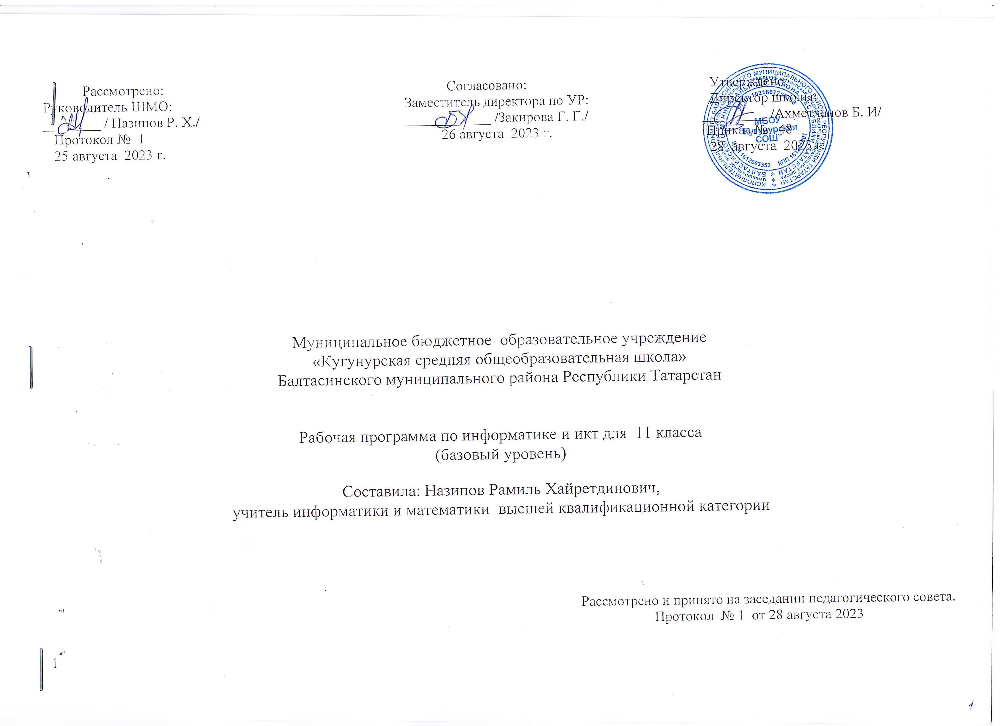 Рассмотрено:
Руководитель ШМО:
__________ / Назипов Р. Х./
Протокол № 1
25 августа 2023 г.
Согласовано:
Заместитель директора по УР:
_______________ /Закирова Г. Г./
26 августа 2023 г.
Утверждено:
Директор школы:
__________ /Ахметханов Б. И/
Приказ № 48
28 августа 2023 г
МБОУ
"Кугунурская
СОШ"
ИНН 1612003352
Муниципальное бюджетное образовательное учреждение
«Кугунурская средняя общеобразовательная школа»
Балтасинского муниципального района Республики Татарстан
Рабочая программа по информатике и икт для 11 класса
(базовый уровень)
Составила: Назипов Рамиль Хайретдинович,
учитель информатики и математики высшей квалификационной категории
Рассмотрено и принято на заседании педагогического совета.
Протокол № 1 от 28 августа 2023
1